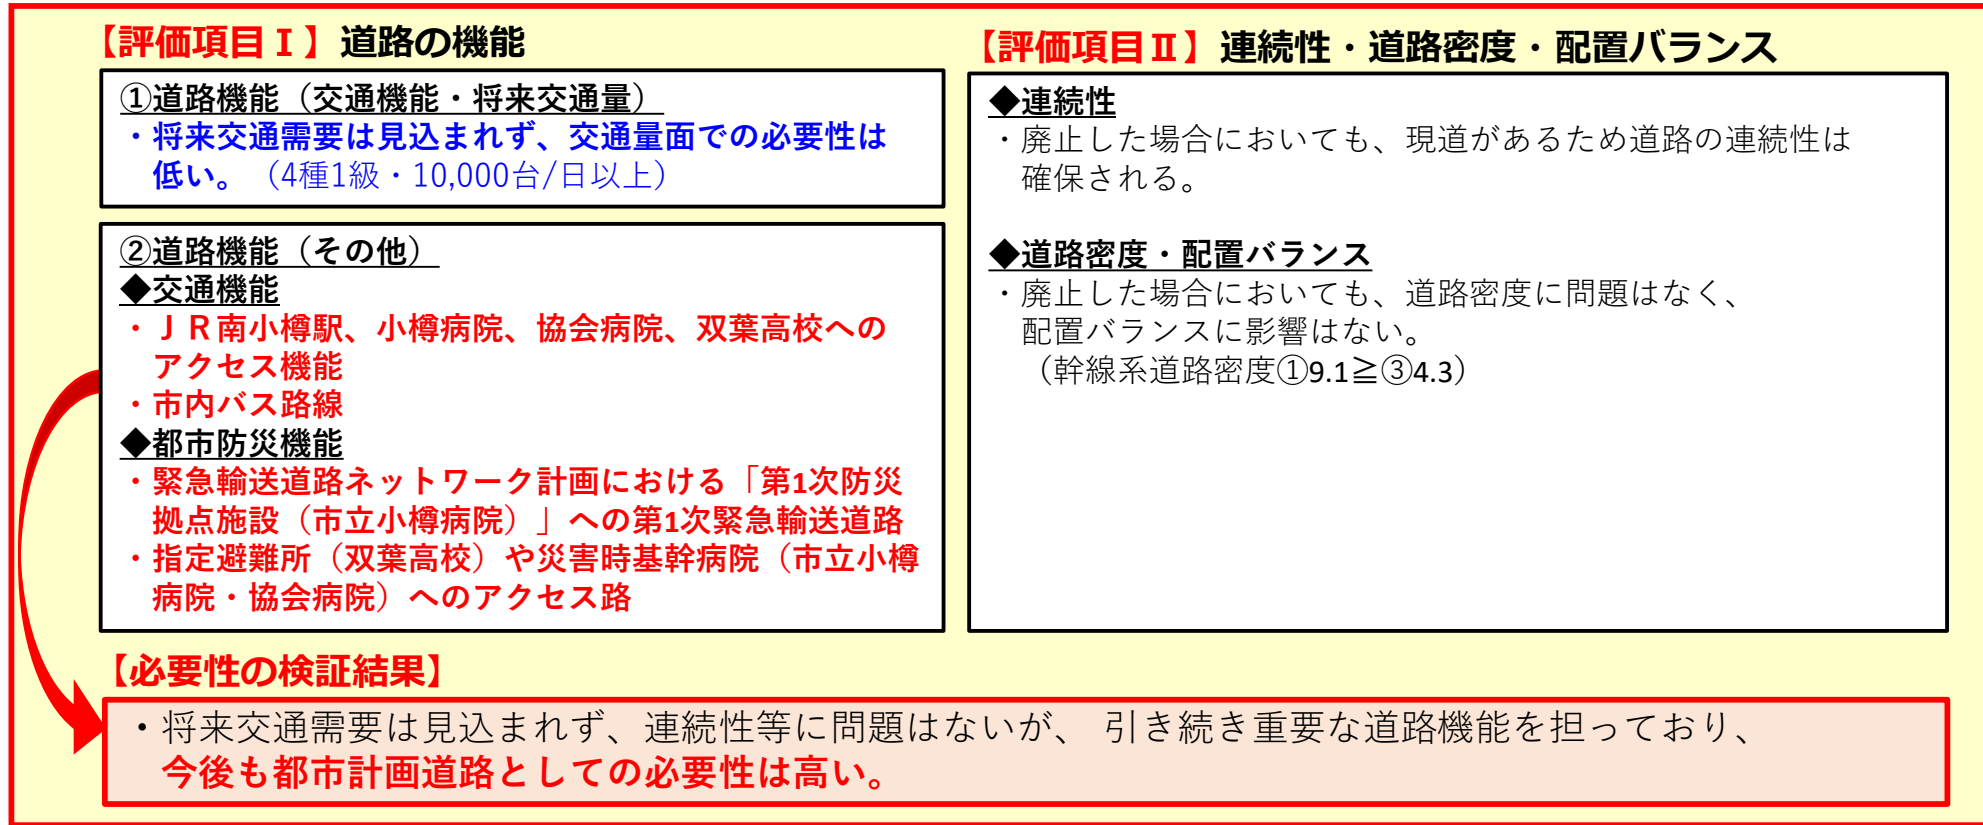 【評価項目Ⅰ】道路の機能
①道路機能（交通機能・将来交通量）
・将来交通需要は見込まれず、交通量面での必要性は
低い。（4種1級・10,000台/日以上）
②道路機能（その他）
◆交通機能
・ＪＲ南小樽駅、小樽病院、協会病院、双葉高校への
アクセス機能
・市内バス路線
◆都市防災機能
・緊急輸送道路ネットワーク計画における「第1次防災
拠点施設（市立小樽病院）」への第1次緊急輸送道路
・指定避難所（双葉高校）や災害時基幹病院（市立小樽
病院・協会病院）へのアクセス路
【評価項目Ⅱ】連続性・道路密度・配置バランス
◆連続性
・廃止した場合においても、現道があるため道路の連続性は
確保される。
◆道路密度・配置バランス
・廃止した場合においても、道路密度に問題はなく、
配置バランスに影響はない。
（幹線系道路密度①9.1≧③4.3）
【必要性の検証結果】
・将来交通需要は見込まれず、連続性等に問題はないが、 引き続き重要な道路機能を担っており、
今後も都市計画道路としての必要性は高い。